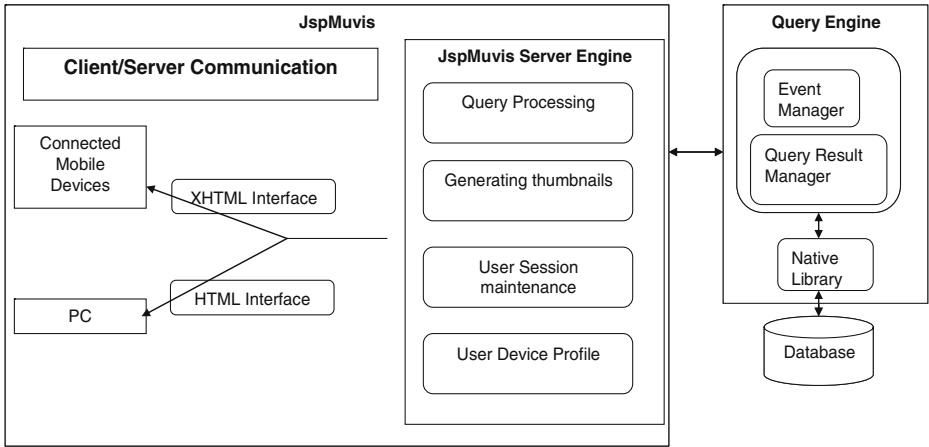 JspMuvis
Client/Server Communication
Connected
Mobile
Devices
XHTML Interface
HTML Interface
PC
JspMuvis Server Engine
Query Processing
Generating thumbnails
User Session
maintenance
User Device Profile
Query Engine
Event
Manager
Query Result
Manager
Native
Library
Database